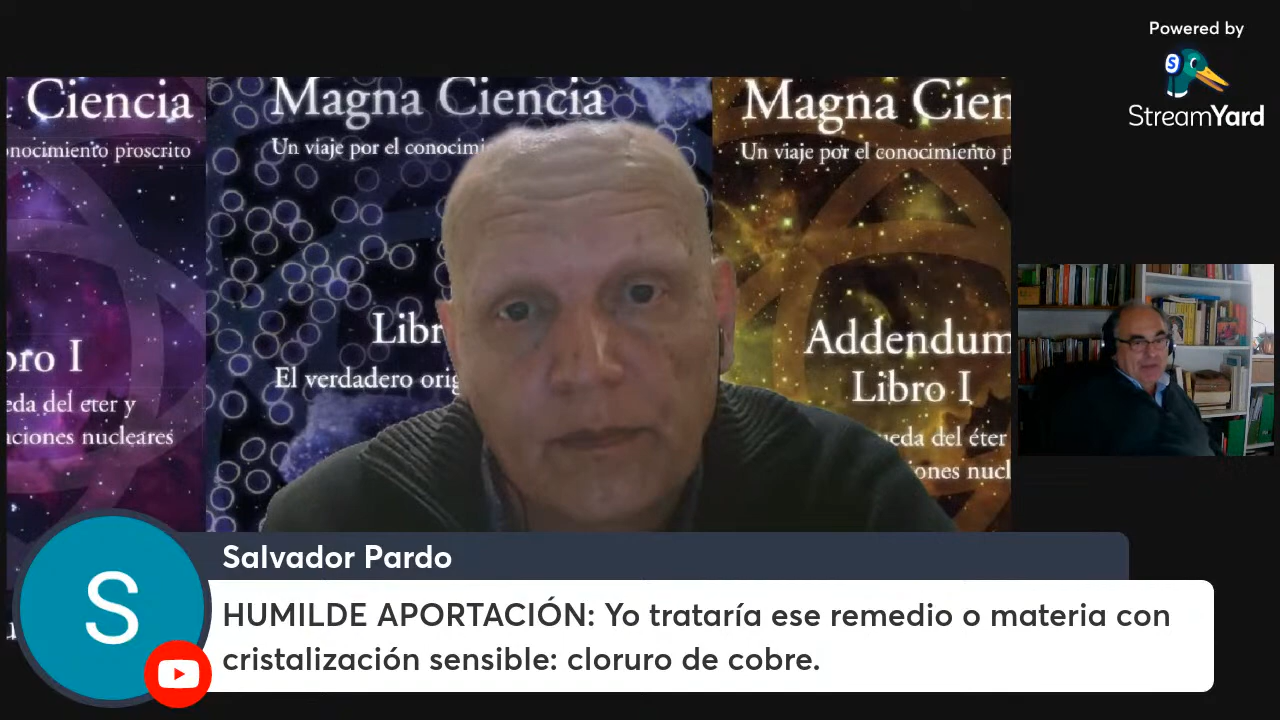 Powered by
StreamYard
. Ciencia
Magna Ciencia
Magna Cien
onocimiento proscrito
Un viaje por el conocimi
Un viaje por el conocimiento p
bro I
Libr
Addendum
El verdadero orig
Libro I
eda del eter y
ueda del éter
aciones nucleares
iones nucl
S
Salvador Pardo
HUMILDE APORTACIÓN: Yo trataría ese remedio o materia con
cristalización sensible: cloruro de cobre.